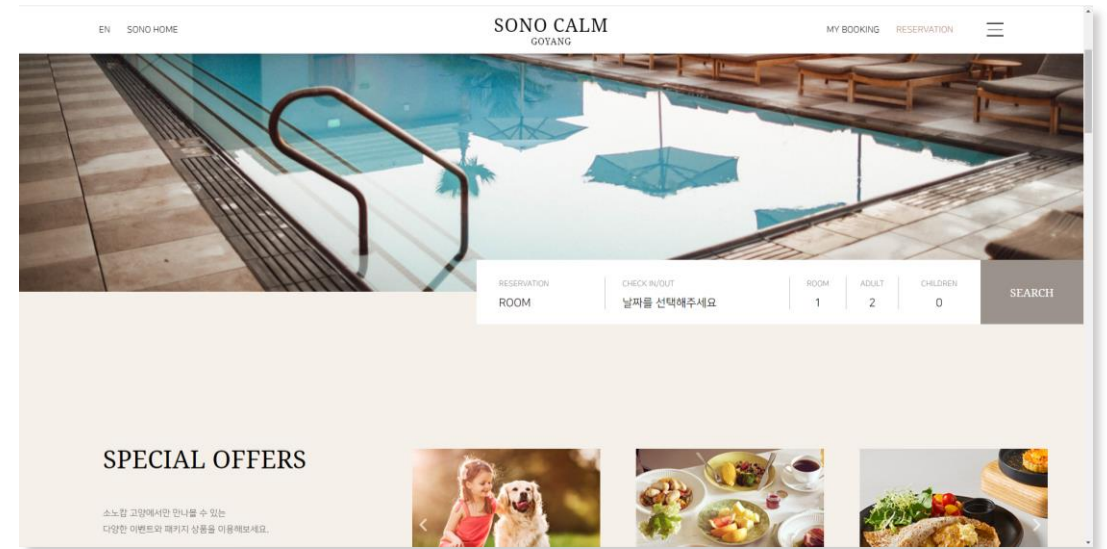 EN SONO HOME
SONO CALM
GOYANG
MY BOOKING RESERVATION
RESERVATION CHECK IN/OUT ROOM ADULT CHILDREN
ROOM 날짜를 선택해주세요 1 2 0
SEARCH
SPECIAL OFFERS
소노캄 고양에서만 만나볼 수 있는
다양한 이벤트와 패키지 상품을 이용해보세요.